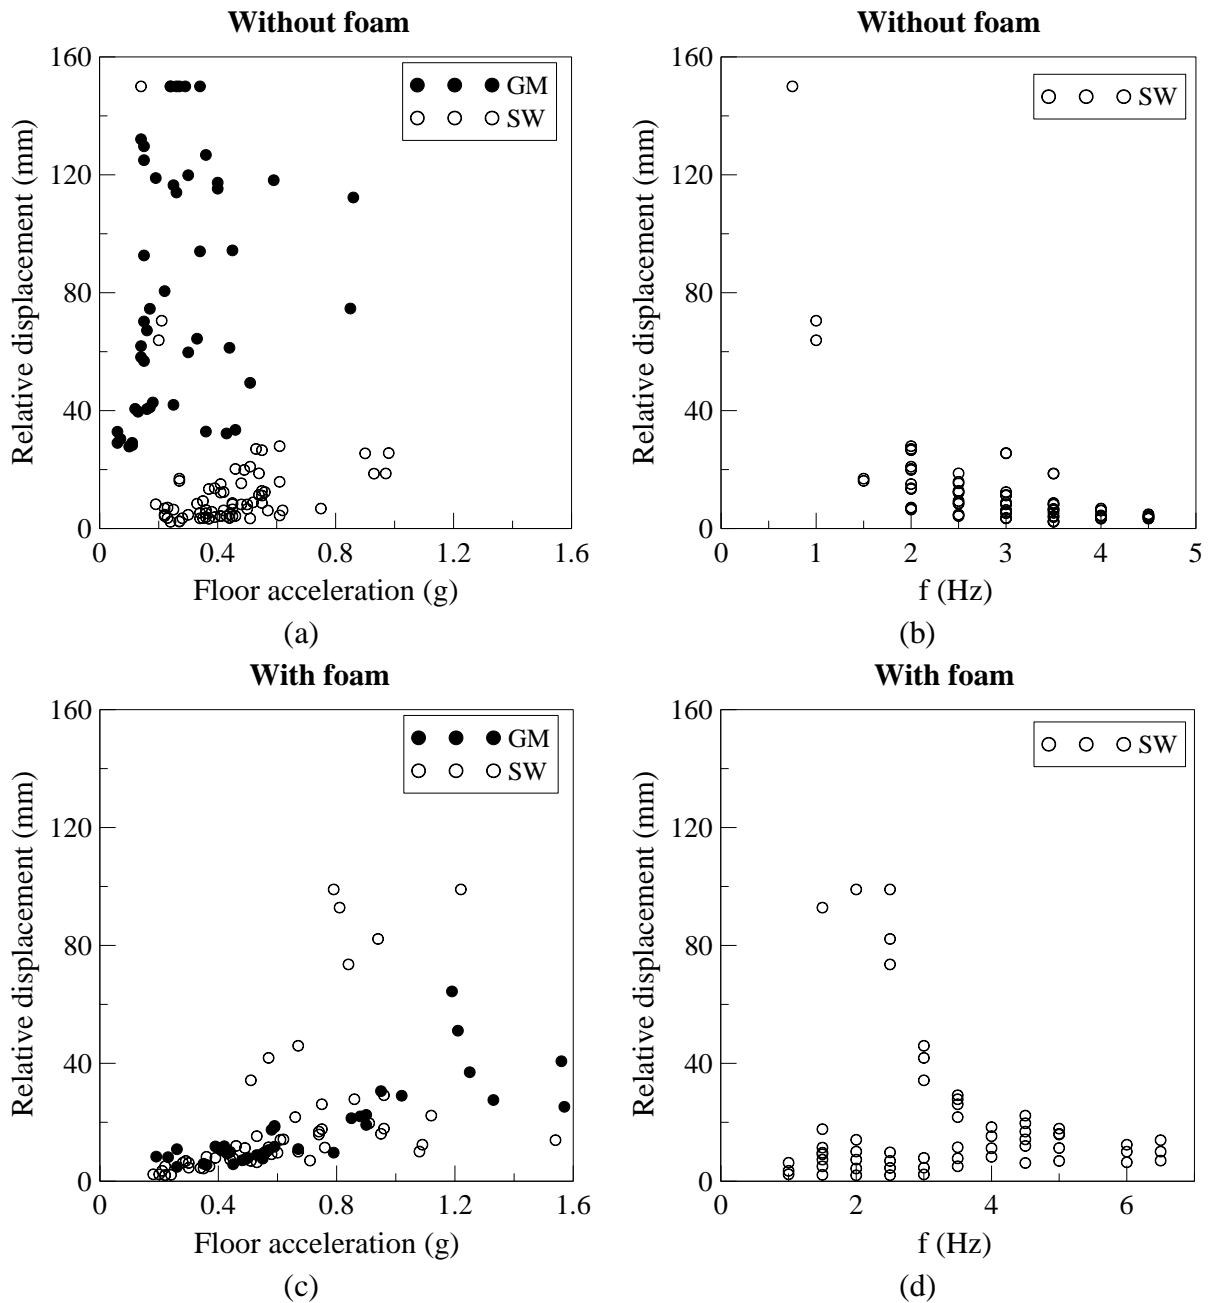 Without foam
160
120
80
40
0
Relative displacement (mm)
GM
SW
0 0.4 0.8 1.2 1.6
Floor acceleration (g)
(a)
Without foam
160
120
80
40
0
Relative displacement (mm)
SW
0 1 2 3 4 5
f (Hz)
(b)
With foam
160
120
80
40
0
Relative displacement (mm)
GM
SW
0 0.4 0.8 1.2 1.6
Floor acceleration (g)
(c)
With foam
160
120
80
40
0
Relative displacement (mm)
SW
0 2 4 6
f (Hz)
(d)